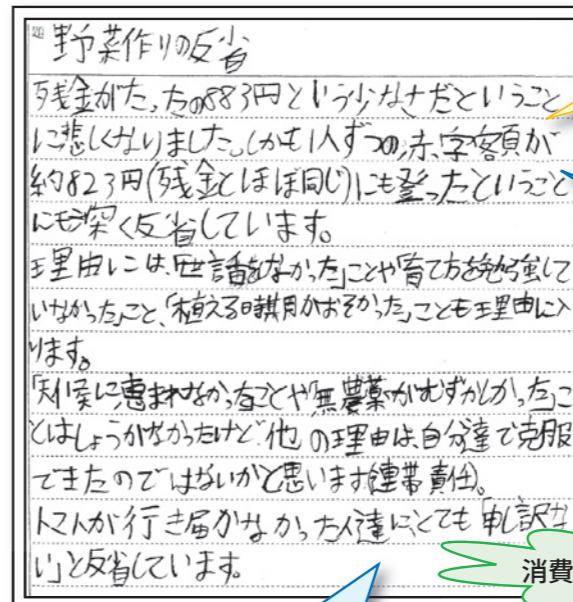 野菜作りの反省
残金がたったの883円という少なさだということ
に悲しくなりました。しかも1人ずつの、赤字額が
約823円(残金とほぼ同じ)にも登ったということ
にも深く反省しています。
理由には、「世話をしなかった」ことや「育て方を勉強して
いなかった」こと、「植える時期がおそかった」ことも理由に入
ります。
「天候に恵まれなかった」ことや「無農薬がむずかしかった」こ
とはしょうがなかったけど、他の理由は、自分達で克服
できたのではないかと思います(連帯責任)。
トマトが行き届かなかった人達に、とても「申し訳な
い」と反省しています。
消費